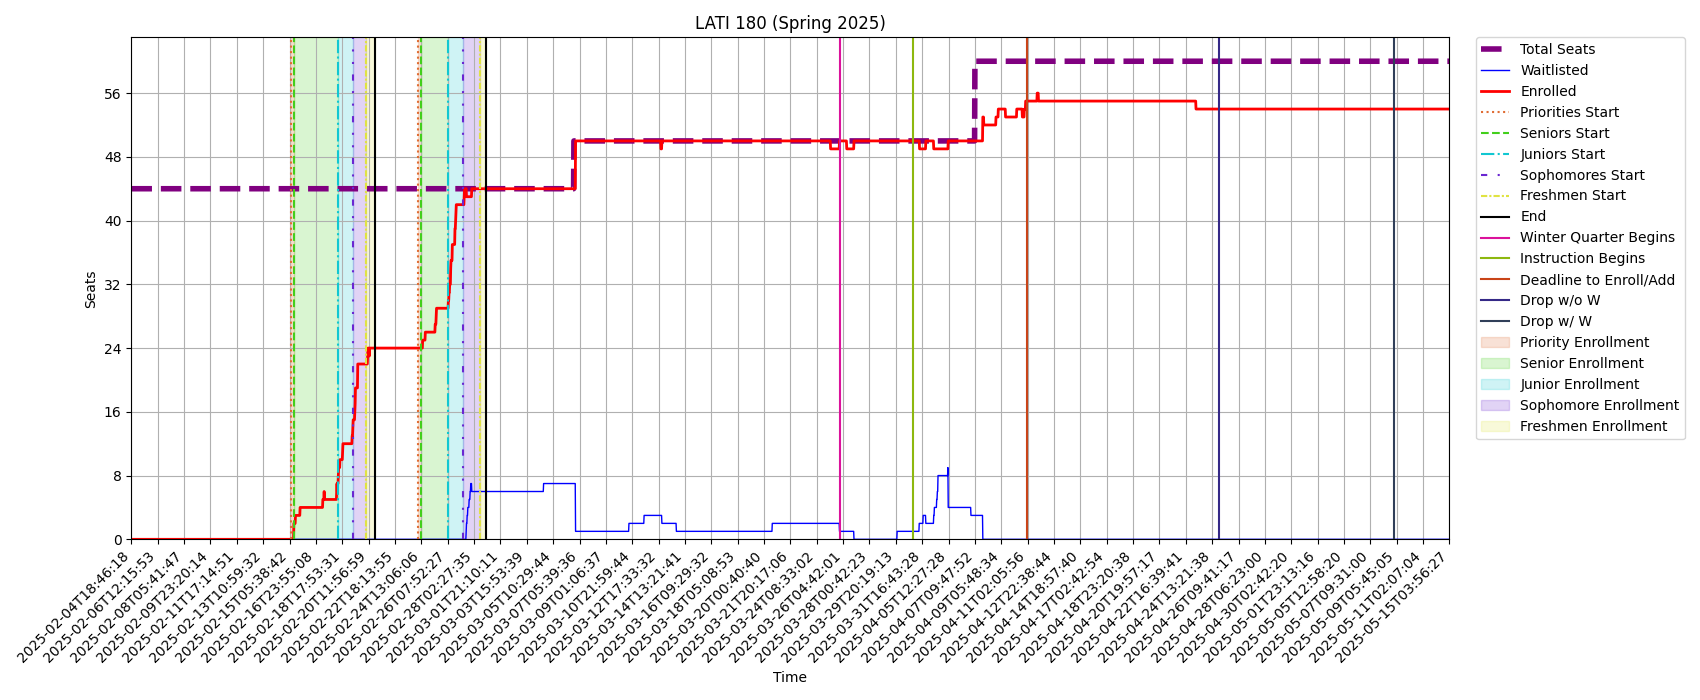 LATI 180 (Spring 2025)
Total Seats
Waitlisted
Enrolled
Priorities Start
Seniors Start
Juniors Start
Sophomores Start
Freshmen Start
End
Winter Quarter Begins
Instruction Begins
Deadline to Enroll/Add
Drop w/o W
Drop w/ W
Priority Enrollment
Senior Enrollment
Junior Enrollment
Sophomore Enrollment
Freshmen Enrollment
Seats
56
48
40
32
24
16
8
0
2025-02-04T18:46:18
2025-02-06T12:15:53
2025-02-08T05:41:47
2025-02-09T23:20:14
2025-02-11T17:14:51
2025-02-13T10:59:32
2025-02-15T05:38:42
2025-02-16T23:55:08
2025-02-18T17:53:31
2025-02-20T11:56:59
2025-02-22T18:13:55
2025-02-24T13:06:06
2025-02-26T07:52:27
2025-02-28T02:27:35
2025-03-01T21:10:11
2025-03-03T15:53:39
2025-03-05T10:29:44
2025-03-07T05:39:36
2025-03-09T01:06:37
2025-03-10T21:59:44
2025-03-12T17:33:32
2025-03-14T13:21:41
2025-03-16T09:29:32
2025-03-18T05:08:53
2025-03-20T00:40:40
2025-03-21T20:17:06
2025-03-24T08:33:02
2025-03-26T04:42:01
2025-03-28T00:42:23
2025-03-29T20:19:13
2025-03-31T16:43:28
2025-04-05T12:27:28
2025-04-07T09:47:52
2025-04-09T05:48:34
2025-04-11T02:05:56
2025-04-12T22:38:44
2025-04-14T18:57:40
2025-04-17T02:42:54
2025-04-18T23:20:38
2025-04-20T19:57:17
2025-04-22T16:39:41
2025-04-24T13:21:38
2025-04-26T09:41:17
2025-04-28T06:23:00
2025-04-30T02:42:20
2025-05-01T23:13:16
2025-05-05T12:58:20
2025-05-07T09:31:00
2025-05-09T05:45:05
2025-05-11T02:07:04
2025-05-15T03:56:27
Time